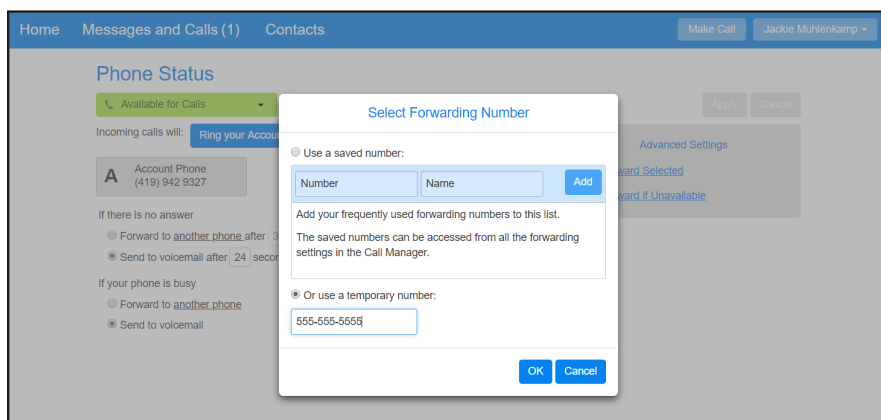 Home Messages and Calls (1) Contacts Make Call Jackie Muhlenkamp
Phone Status
Available for Calls
Apply Cancel
Incoming calls will: Ring your Accou
A Account Phone
(419) 942 9327
If there is no answer
Forward to another phone after 3
Send to voicemail after 24 secon
If your phone is busy
Forward to another phone
Send to voicemail
Select Forwarding Number
Use a saved number:
Number Name Add
Add your frequently used forwarding numbers to this list.
The saved numbers can be accessed from all the forwarding
settings in the Call Manager.
Or use a temporary number:
555-555-5555
OK Cancel
Advanced Settings
ward Selected
ward If Unavailable